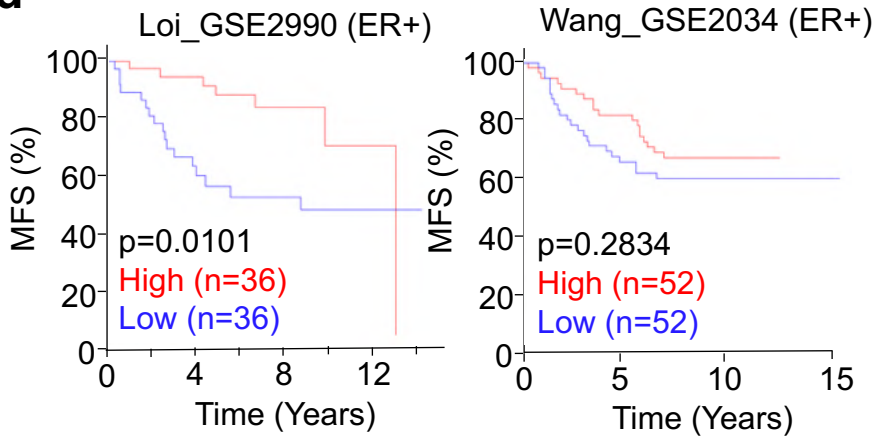 Loi_GSE2990 (ER+)
MFS (%)
100
80
60
40
20
0
p=0.0101
High (n=36)
Low (n=36)
0 4 8 12
Time (Years)
Wang_GSE2034 (ER+)
MFS (%)
100
80
60
40
20
0
p=0.2834
High (n=52)
Low (n=52)
0 5 10 15
Time (Years)